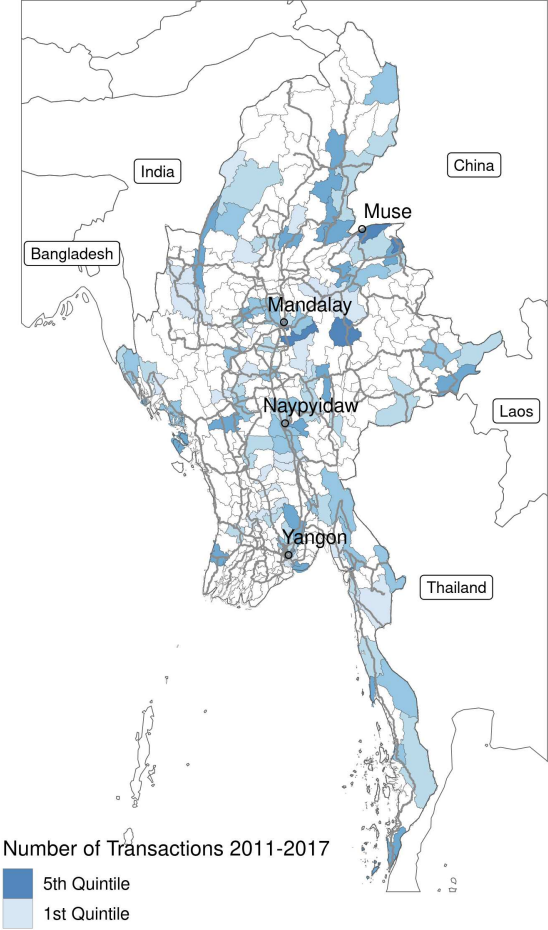 India
China
Muse
Bangladesh
Mandalay
Naypyidaw
Laos
Yangon
Thailand
Number of Transactions 2011-2017
5th Quintile
1st Quintile